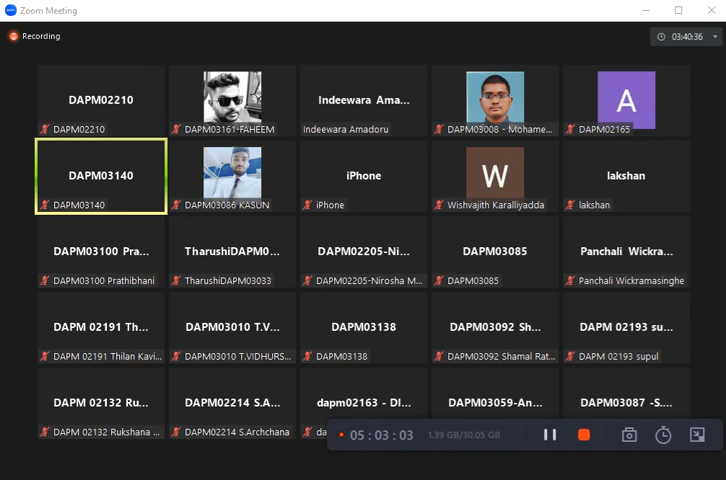 Zoom Meeting
Recording
03:40:36
DAPM02210
Indeewara Ama...
A
DAPM02210
DAPM03161-FAHEEM
Indeewara Amadoru
DAPM03008 - Mohame...
DAPM02165
DAPM03140
iPhone
W
lakshan
DAPM03140
DAPM03086 KASUN
iPhone
Wishvajith Karalliyadda
lakshan
DAPM03100 Pra...
TharushiDAPM0...
DAPM02205-Ni...
DAPM03085
Panchali Wickra...
DAPM03100 Prathibhani
TharushiDAPM03033
DAPM02205-Nirosha M...
DAPM03085
Panchali Wickramasinghe
DAPM 02191 Th...
DAPM03010 T.V...
DAPM03138
DAPM03092 Sh...
DAPM 02193 su...
DAPM 02191 Thilan Kavi...
DAPM03010 T.VIDHURS...
DAPM03138
DAPM03092 Shamal Rat...
DAPM 02193 supul
DAPM 02132 Ru...
DAPM02214 S.A...
dapm02163 - DI...
DAPM03059-An...
DAPM03087 -S....
DAPM 02132 Rukshana ...
DAPM02214 S.Archchana
da
05:03:03
1.39 GB/30.05 GB